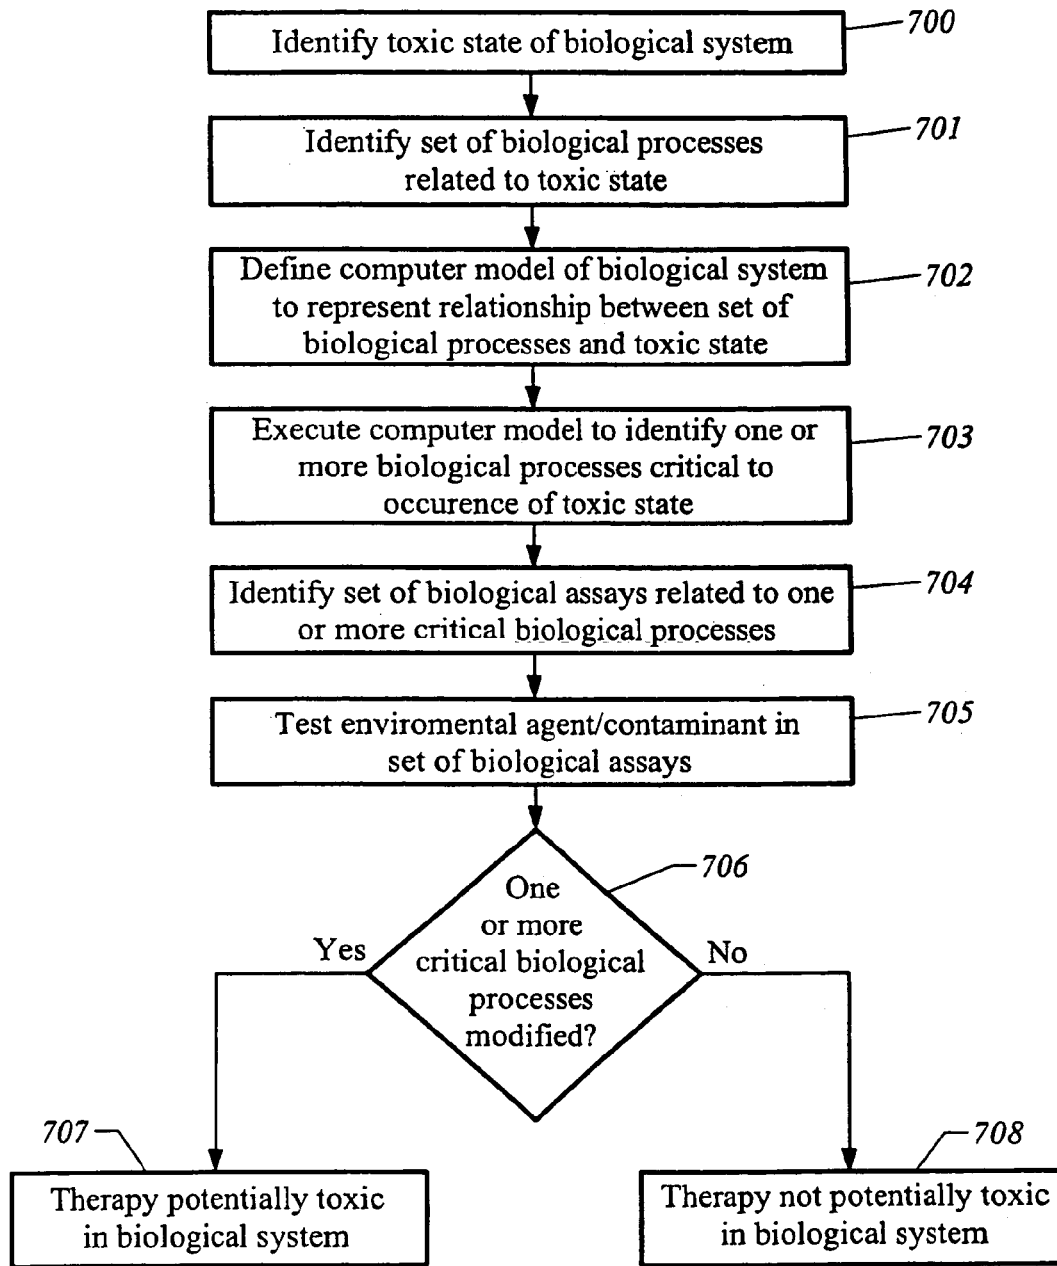 Identify toxic state of biological system
700
Identify set of biological processes
related to toxic state
701
Define computer model of biological system
to represent relationship between set of
biological processes and toxic state
702
Execute computer model to identify one or
more biological processes critical to
occurence of toxic state
703
Identify set of biological assays related to one
or more critical biological processes
704
Test enviromental agent/contaminant in
set of biological assays
705
706
One
or more
critical biological
processes
modified?
Yes
No
707
Therapy potentially toxic
in biological system
708
Therapy not potentially toxic
in biological system